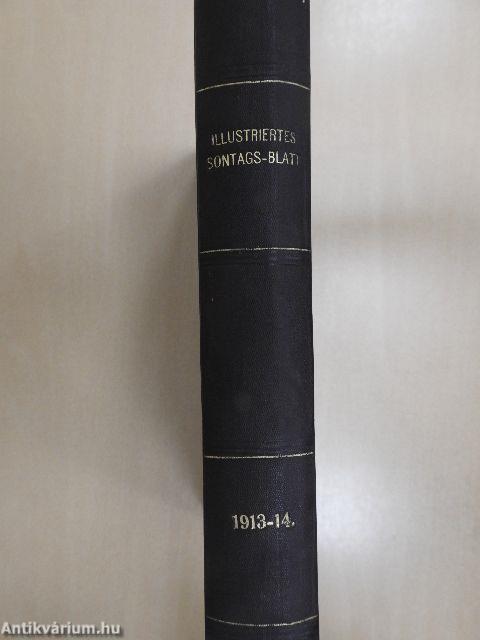 ILLUSTRIERTES
SONTAGS-BLATT
1913-14.
Antikvárium.hu